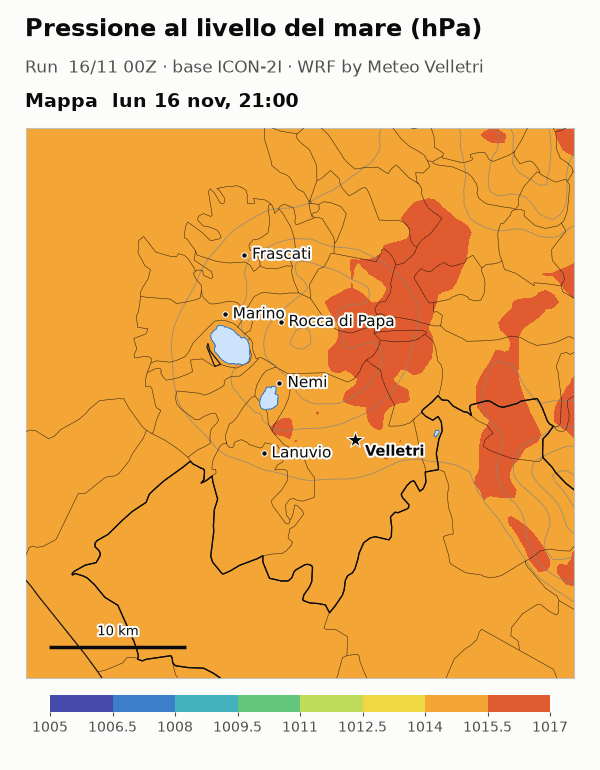 Pressione al livello del mare (hPa)
Run  16/11 00Z · base ICON-2I · WRF by Meteo Velletri
Mappa  lun 16 nov, 21:00
Frascati
Marino
Rocca di Papa
Nemi
Velletri
Lanuvio
10 km
1005 1006.5 1008 1009.5 1011 1012.5 1014 1015.5 1017